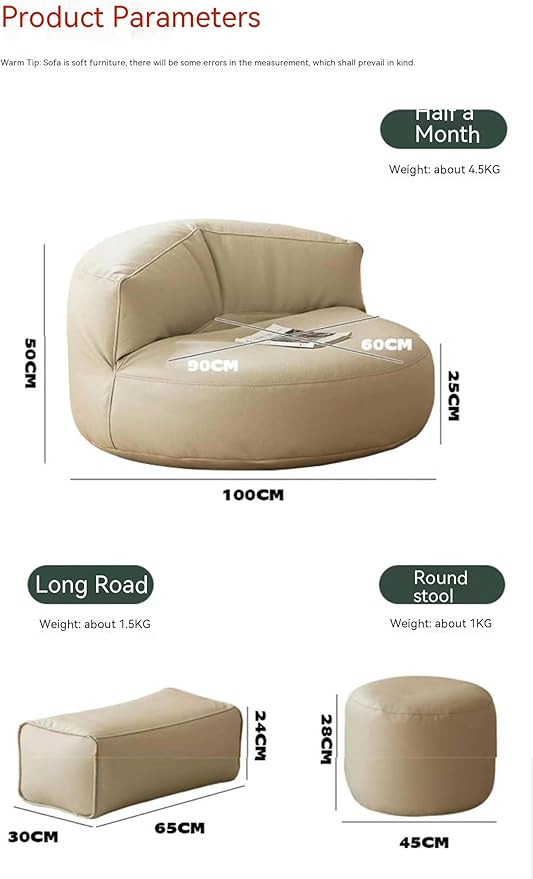 Product Parameters
Warm Tip: Sofa is soft furniture, there will be some errors in the measurement, which shall prevail in kind.
Half a
Month
Weight: about 4.5KG
50CM
60CM
90CM
25CM
100CM
Long Road
Weight: about 1.5KG
Round
stool
Weight: about 1KG
24CM
28CM
30CM
65CM
45CM